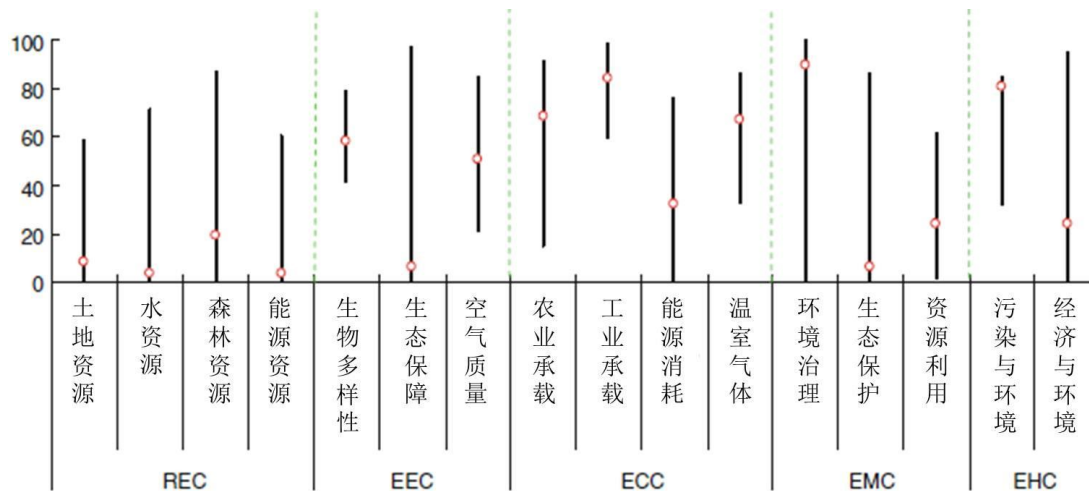 100
80
60
40
20
0
土地资源
水资源
森林资源
能源资源
生物多样性
生态保障
空气质量
农业承载
工业承载
能源消耗
温室气体
环境治理
生态保护
资源利用
污染与环境
经济与环境
REC
EEC
ECC
EMC
EHC